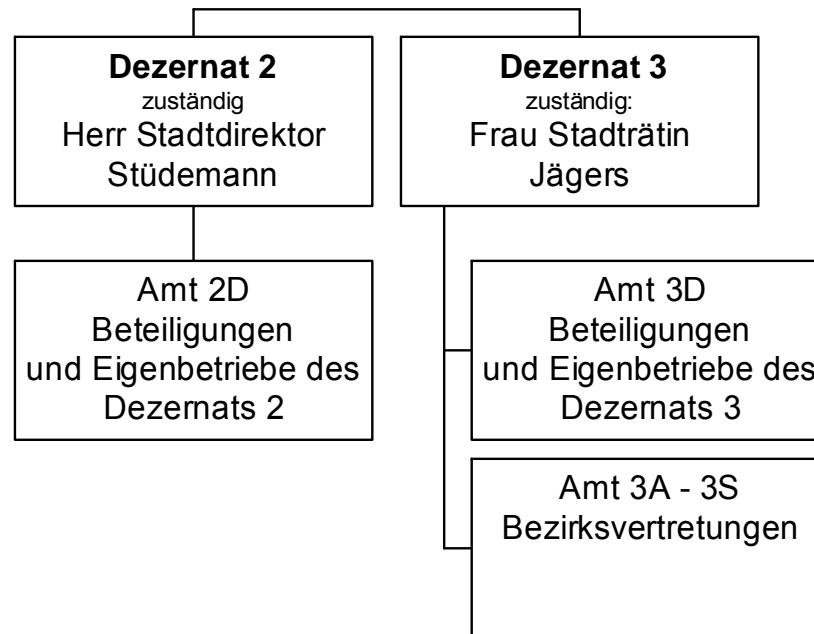 Dezernat 2
zuständig
Herr Stadtdirektor
Stüdemann
Dezernat 3
zuständig:
Frau Stadträtin
Jägers
Amt 2D
Beteiligungen
und Eigenbetriebe des
Dezernats 2
Amt 3D
Beteiligungen
und Eigenbetriebe des
Dezernats 3
Amt 3A - 3S
Bezirksvertretungen